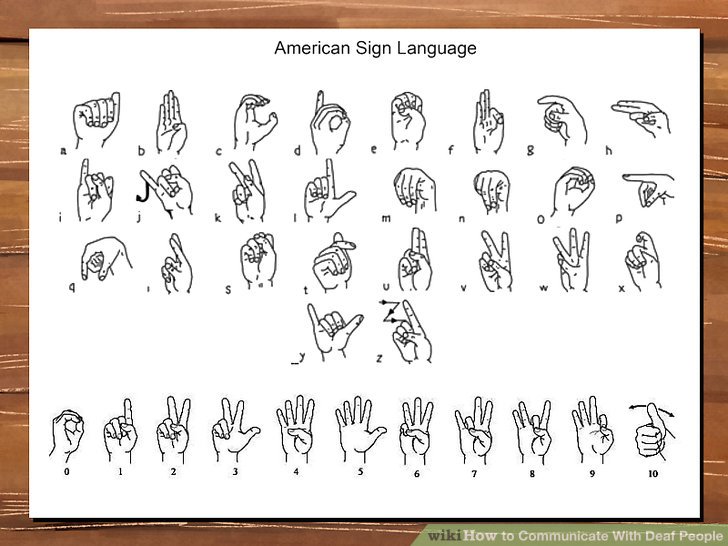 American Sign Language
a b c d e f g h
i J j k l m n o p
q ı s t u v w x
_y z
0 1 2 3 4 5 6 7 8 9 10
wikiHow to Communicate With Deaf People